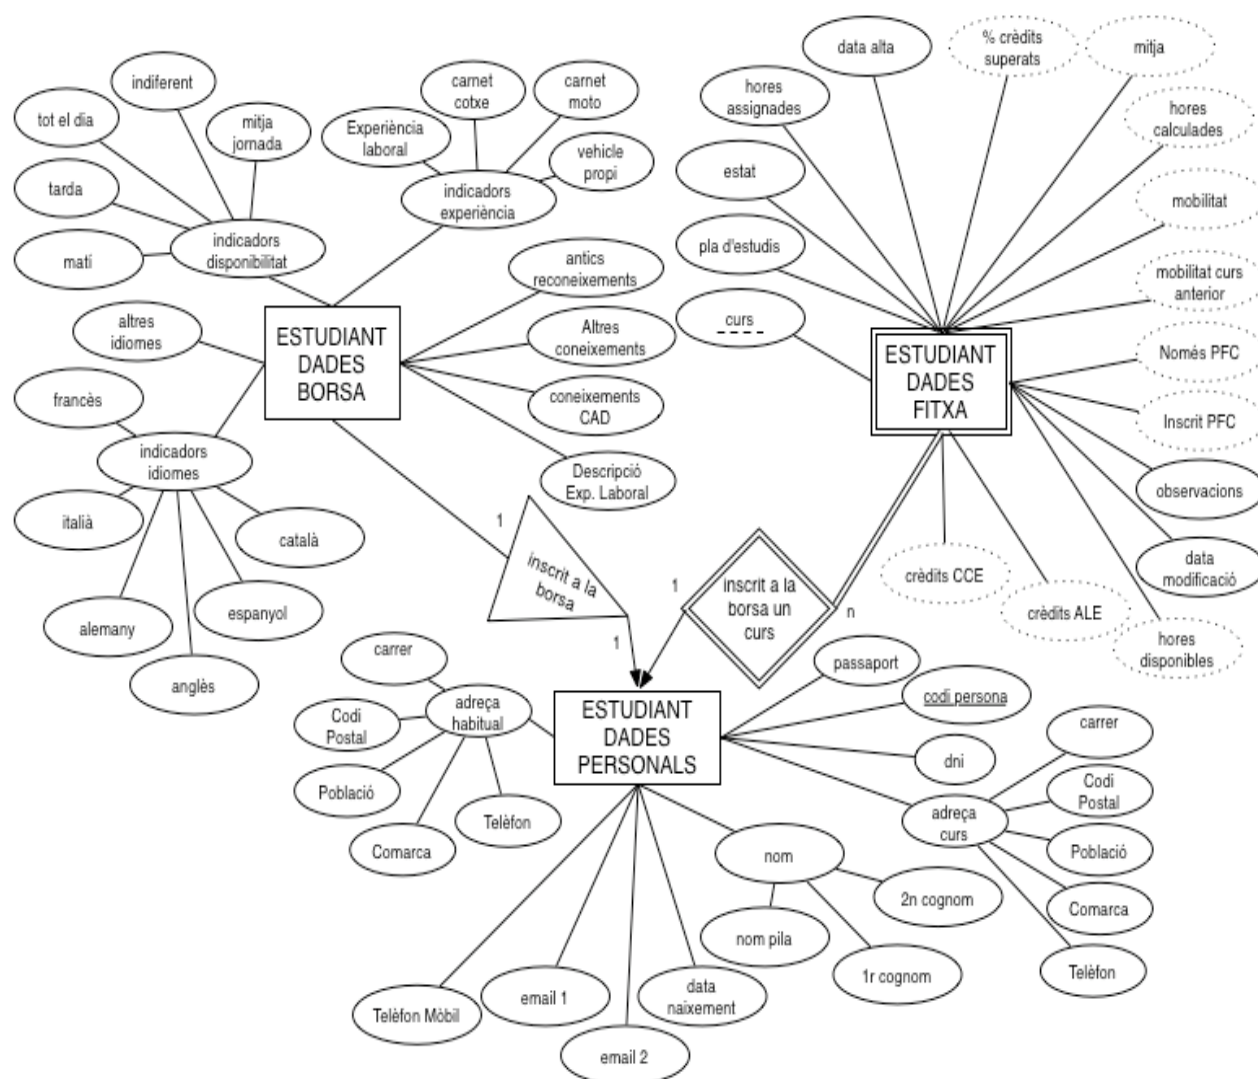 data alta
% crèdits
superats
mitja
indiferent
carnet
cotxe
carnet
moto
hores
assignades
hores
calculades
tot el dia
mitja
jornada
Experiència
laboral
vehicle
propi
estat
tarda
indicadors
experiència
mobilitat
indicadors
disponibilitat
pla d'estudis
matí
antics
reconeixements
mobilitat curs
anterior
curs
altres
idiomes
ESTUDIANT
DADES
BORSA
Altres
coneixements
ESTUDIANT
DADES
FITXA
Només PFC
francès
coneixements
CAD
Inscrit PFC
indicadors
idiomes
Descripció
Exp. Laboral
observacions
italià
català
1
data
modificació
inscrit a la
borsa
1
inscrit a la
borsa un
curs
n
crèdits CCE
crèdits ALE
espanyol
alemany
1
hores
disponibles
anglès
carrer
passaport
adreça
habitual
codi persona
ESTUDIANT
DADES
PERSONALS
Codi
Postal
carrer
dni
Població
Codi
Postal
Telèfon
adreça
curs
Comarca
nom
Població
2n cognom
Comarca
nom pila
1r cognom
Telèfon
Telèfon Mòbil
email 1
data
naixement
email 2